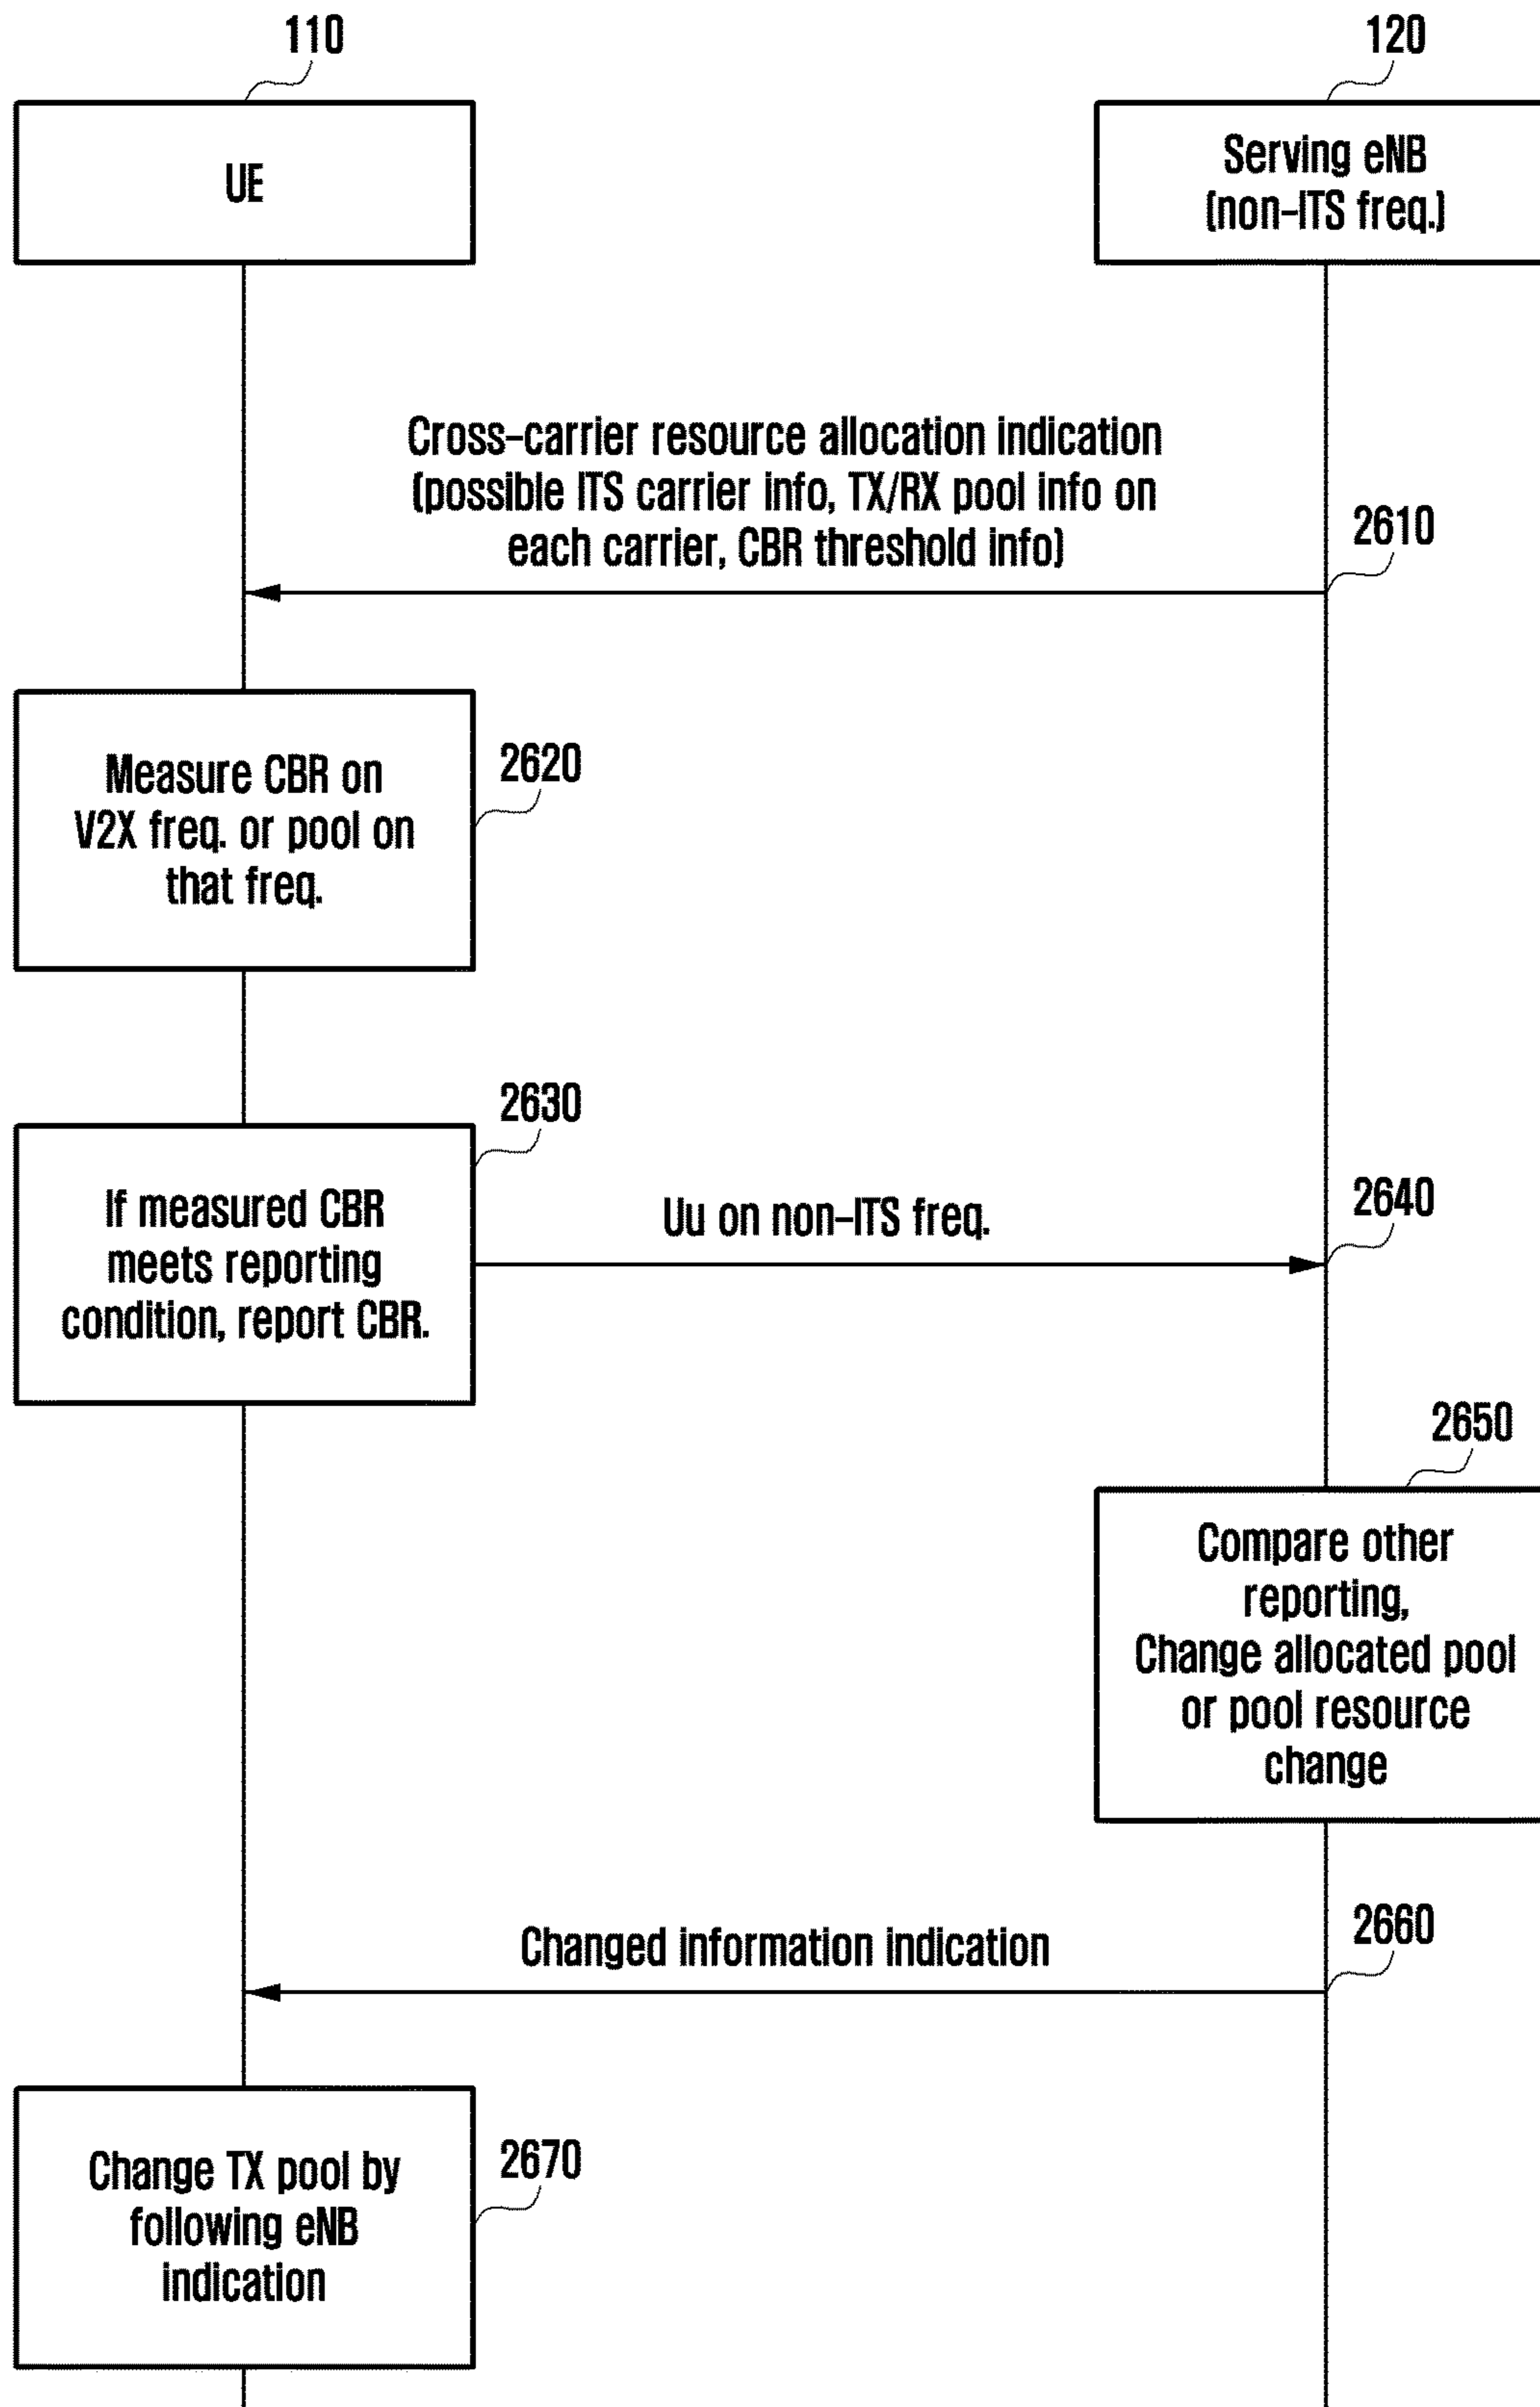 110
120
UE
Serving eNB
(non-ITS freq.)
Cross-carrier resource allocation indication
(possible ITS carrier info, TX/RX pool info on
each carrier, CBR threshold info)
2610
Measure CBR on
V2X freq. or pool on
that freq.
2620
2630
If measured CBR
meets reporting
condition, report CBR.
Uu on non-ITS freq.
2640
2650
Compare other
reporting,
Change allocated pool
or pool resource
change
Changed information indication
2660
Change TX pool by
following eNB
indication
2670